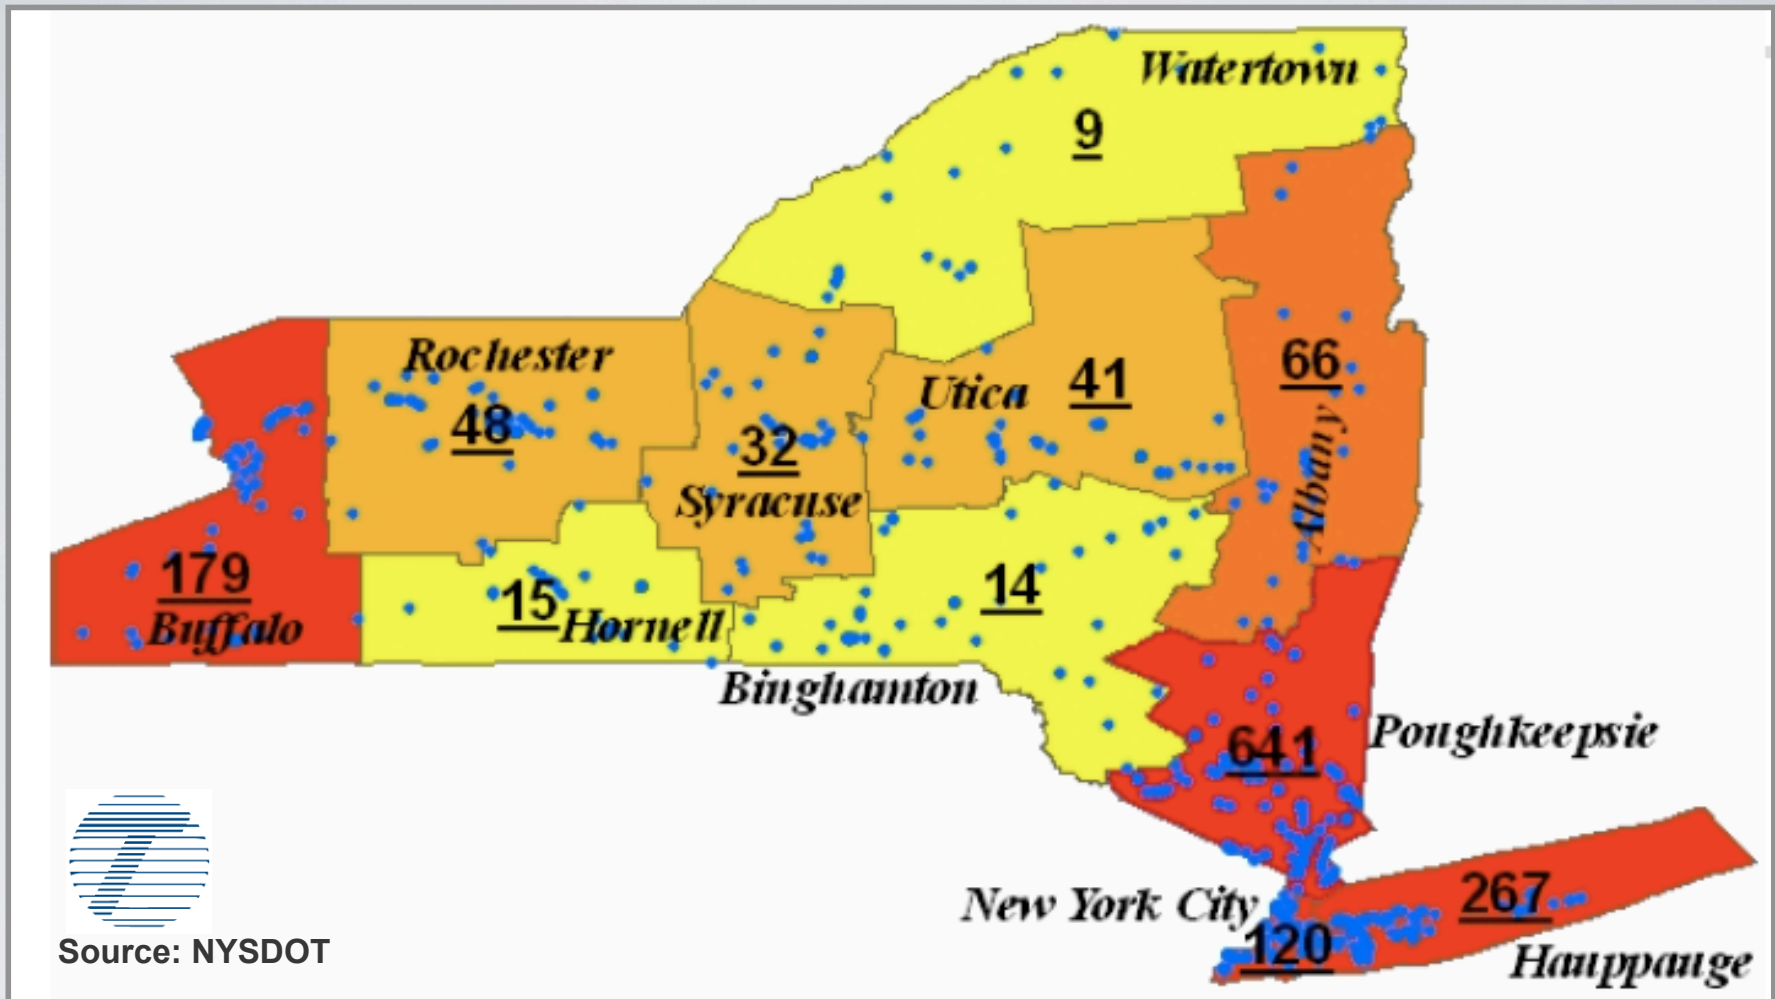 Watertown
9
Rochester
48
Utica
41
66
Albany
32
Syracuse
179
Buffalo
15
Hornell
14
Binghamton
641
Poughkeepsie
New York City
120
267
Hauppauge
Source: NYSDOT